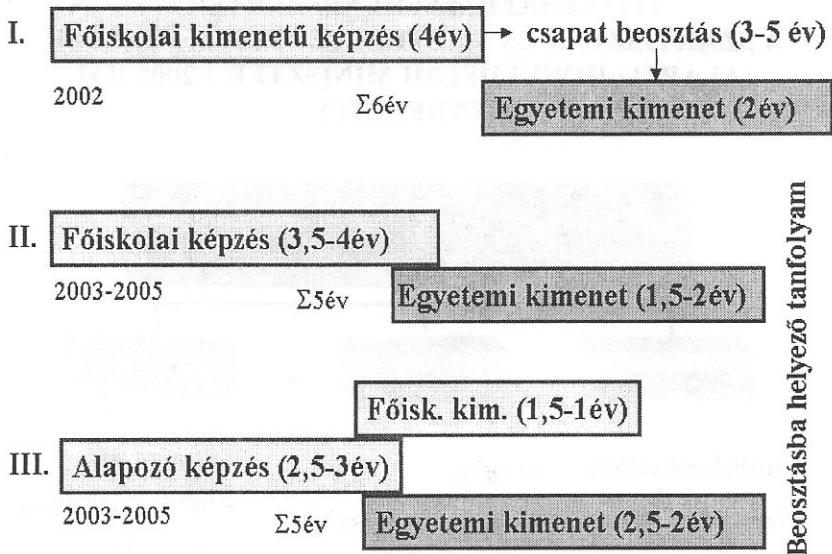 I. Főiskolai kimenetű képzés (4év) → csapat beosztás (3-5 év)
2002 Σ6év Egyetemi kimenet (2év)
II. Főiskolai képzés (3,5-4év)
2003-2005 Σ5év Egyetemi kimenet (1,5-2év)
Főisk. kim. (1,5-1év)
III. Alapozó képzés (2,5-3év)
2003-2005 Σ5év Egyetemi kimenet (2,5-2év)
Beosztásba helyező tanfolyam